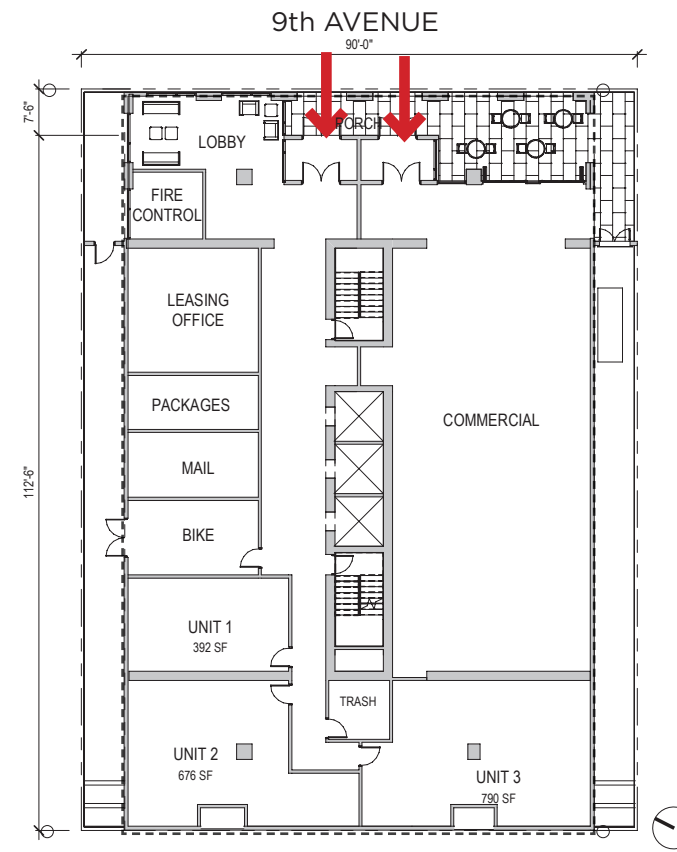 9th AVENUE
90'-0"
7'-6"
PORCH
LOBBY
FIRE
CONTROL
LEASING
OFFICE
PACKAGES
COMMERCIAL
MAIL
112'-6"
BIKE
UNIT 1
392 SF
TRASH
UNIT 2
676 SF
UNIT 3
790 SF